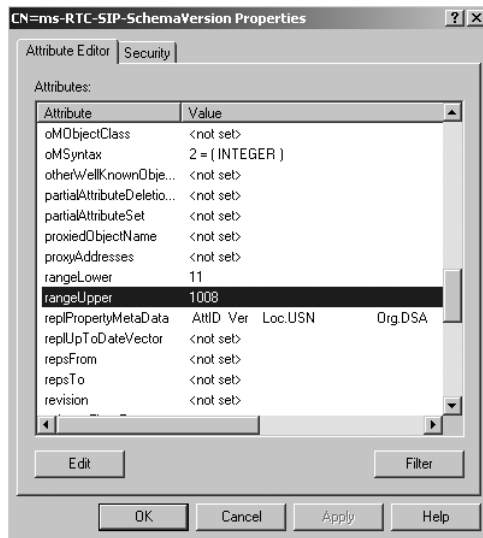 CN=ms-RTC-SIP-SchemaVersion Properties
Attribute Editor Security
Attributes:
Attribute Value
oMObjectClass <not set>
oMSyntax 2 = ( INTEGER )
otherWellKnownObje... <not set>
partialAttributeDeletio... <not set>
partialAttributeSet <not set>
proxiedObjectName <not set>
proxyAddresses <not set>
rangeLower 11
rangeUpper 1008
replPropertyMetaData AttID Ver Loc.USN Org.DSA
replUpToDateVector <not set>
repsFrom <not set>
repsTo <not set>
revision <not set>
Edit Filter
OK Cancel Apply Help